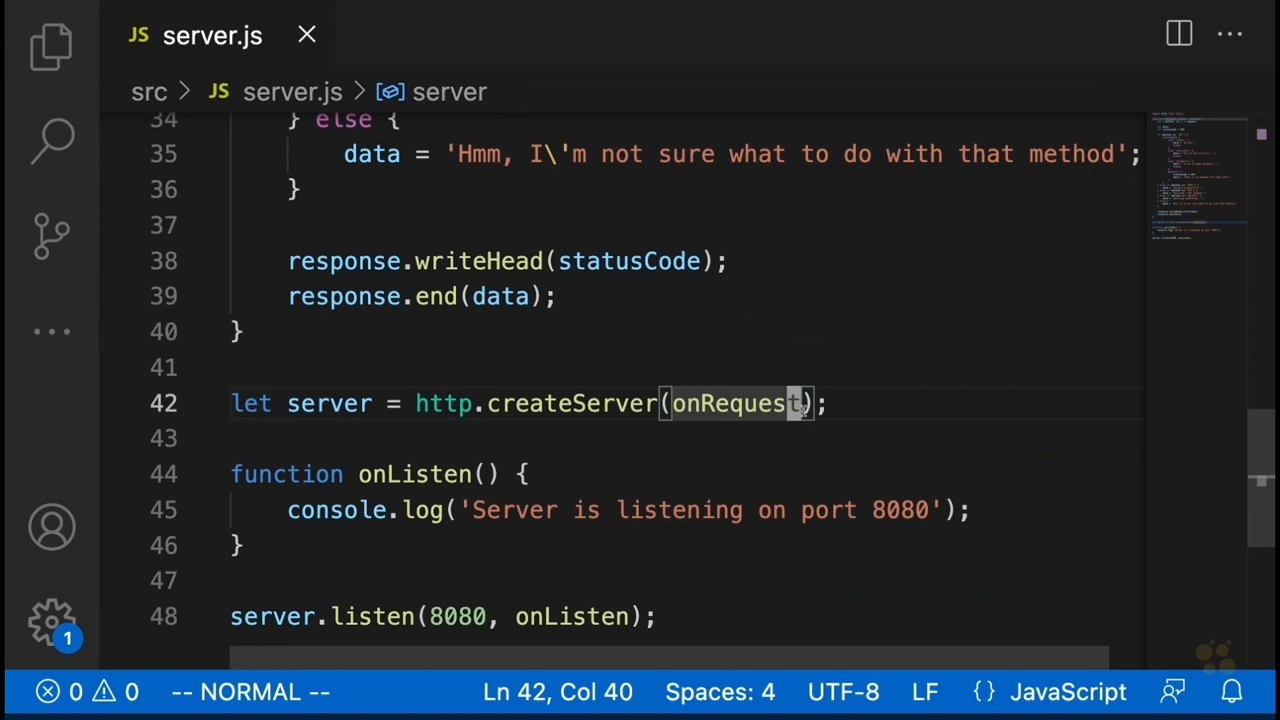 JS server.js
src > JS server.js > server
34 } else {
35 data = 'Hmm, I\'m not sure what to do with that method';
36 }
37
38 response.writeHead(statusCode);
39 response.end(data);
40 }
41
42 let server = http.createServer(onRequest);
43
44 function onListen() {
45 console.log('Server is listening on port 8080');
46 }
47
48 server.listen(8080, onListen);
1
0 0 -- NORMAL -- Ln 42, Col 40 Spaces: 4 UTF-8 LF {} JavaScript